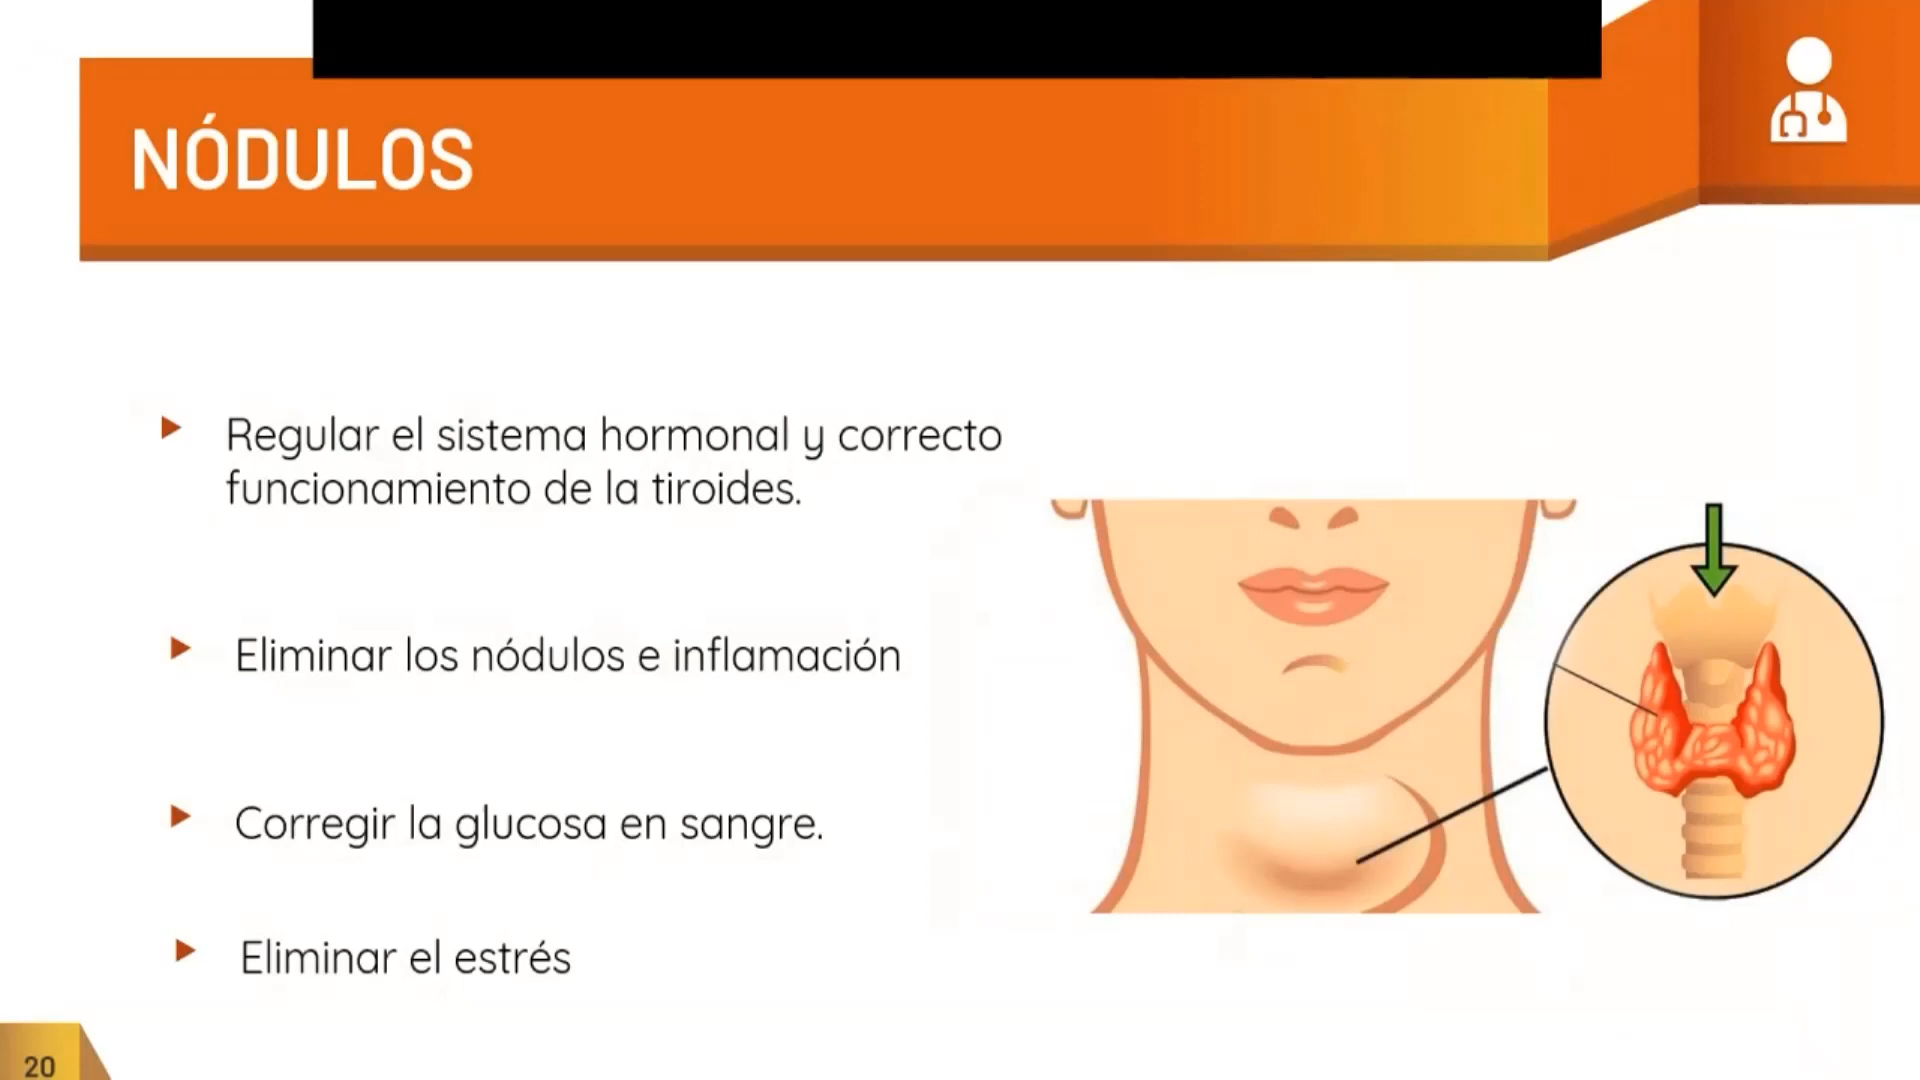 NÓDULOS
Regular el sistema hormonal y correcto
funcionamiento de la tiroides.
Eliminar los nódulos e inflamación
Corregir la glucosa en sangre.
Eliminar el estrés
20